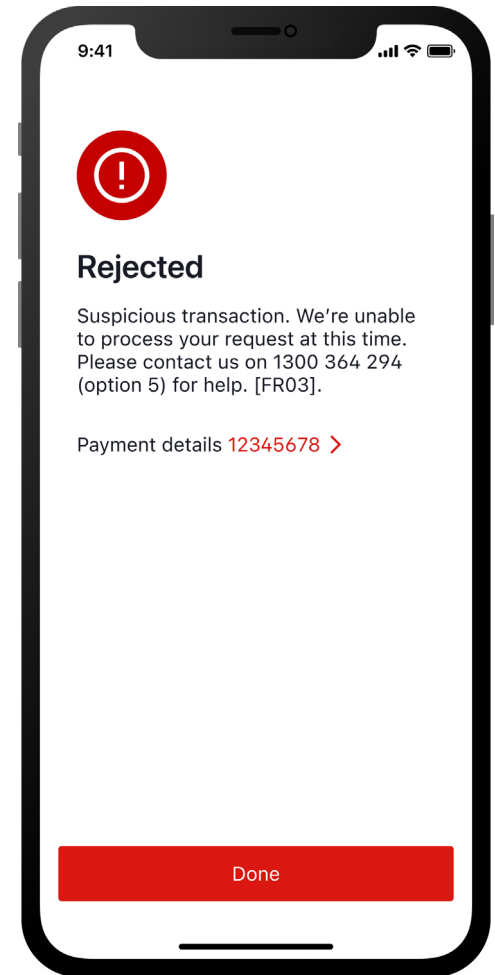 9:41
Rejected
Suspicious transaction. We're unable
to process your request at this time.
Please contact us on 1300 364 294
(option 5) for help. [FR03].
Payment details 12345678
Done